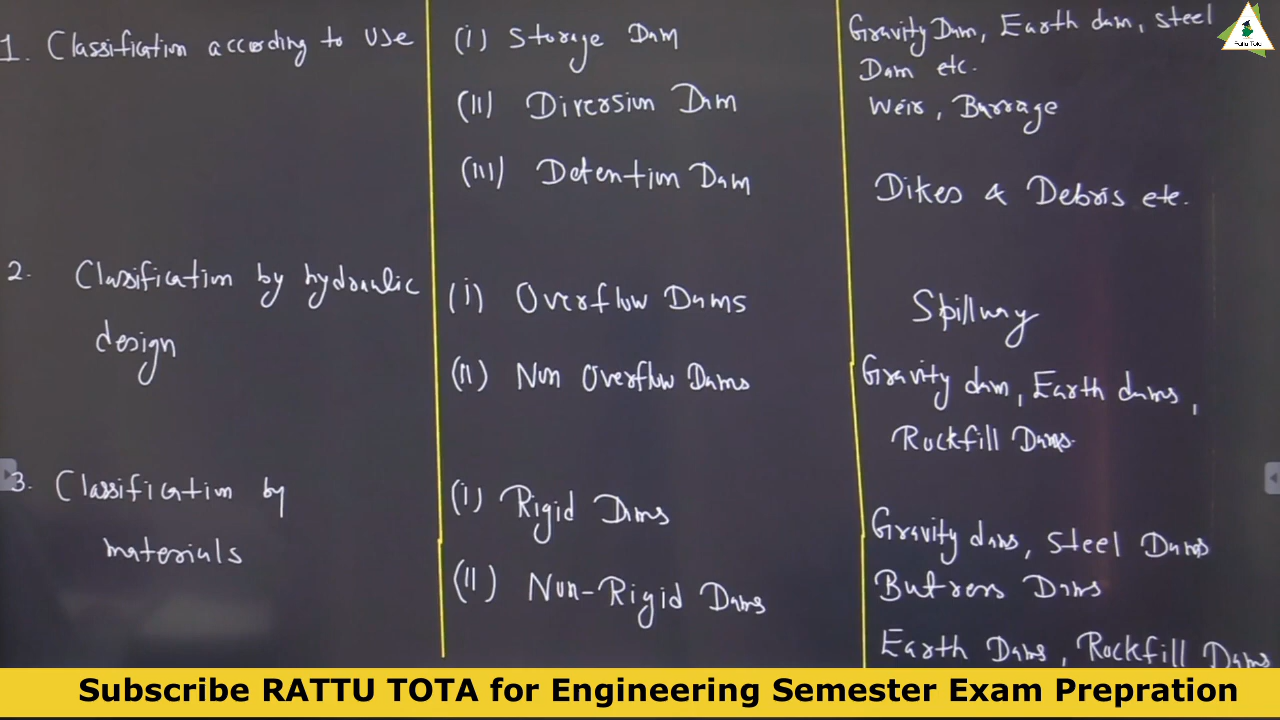 1. Classification according to use
(i) Storage Dam
Gravity Dam, Earth dam, steel
Dam etc.
(II) Diversion Dam
Weir, Barrage
(III) Detention Dam
Dikes & Debris etc.
2. Classification by hydraulic
design
(i) Overflow Dams
Spillway
(II) Non Overflow Dams
Gravity dam, Earth dams,
Rockfill Dams.
3. Classification by
materials
(I) Rigid Dams
Gravity dams, Steel Dams
Butress Dams
(II) Non-Rigid Dams
Earth Dams, Rockfill Dams
Rattu Tota
Subscribe RATTU TOTA for Engineering Semester Exam Prepration